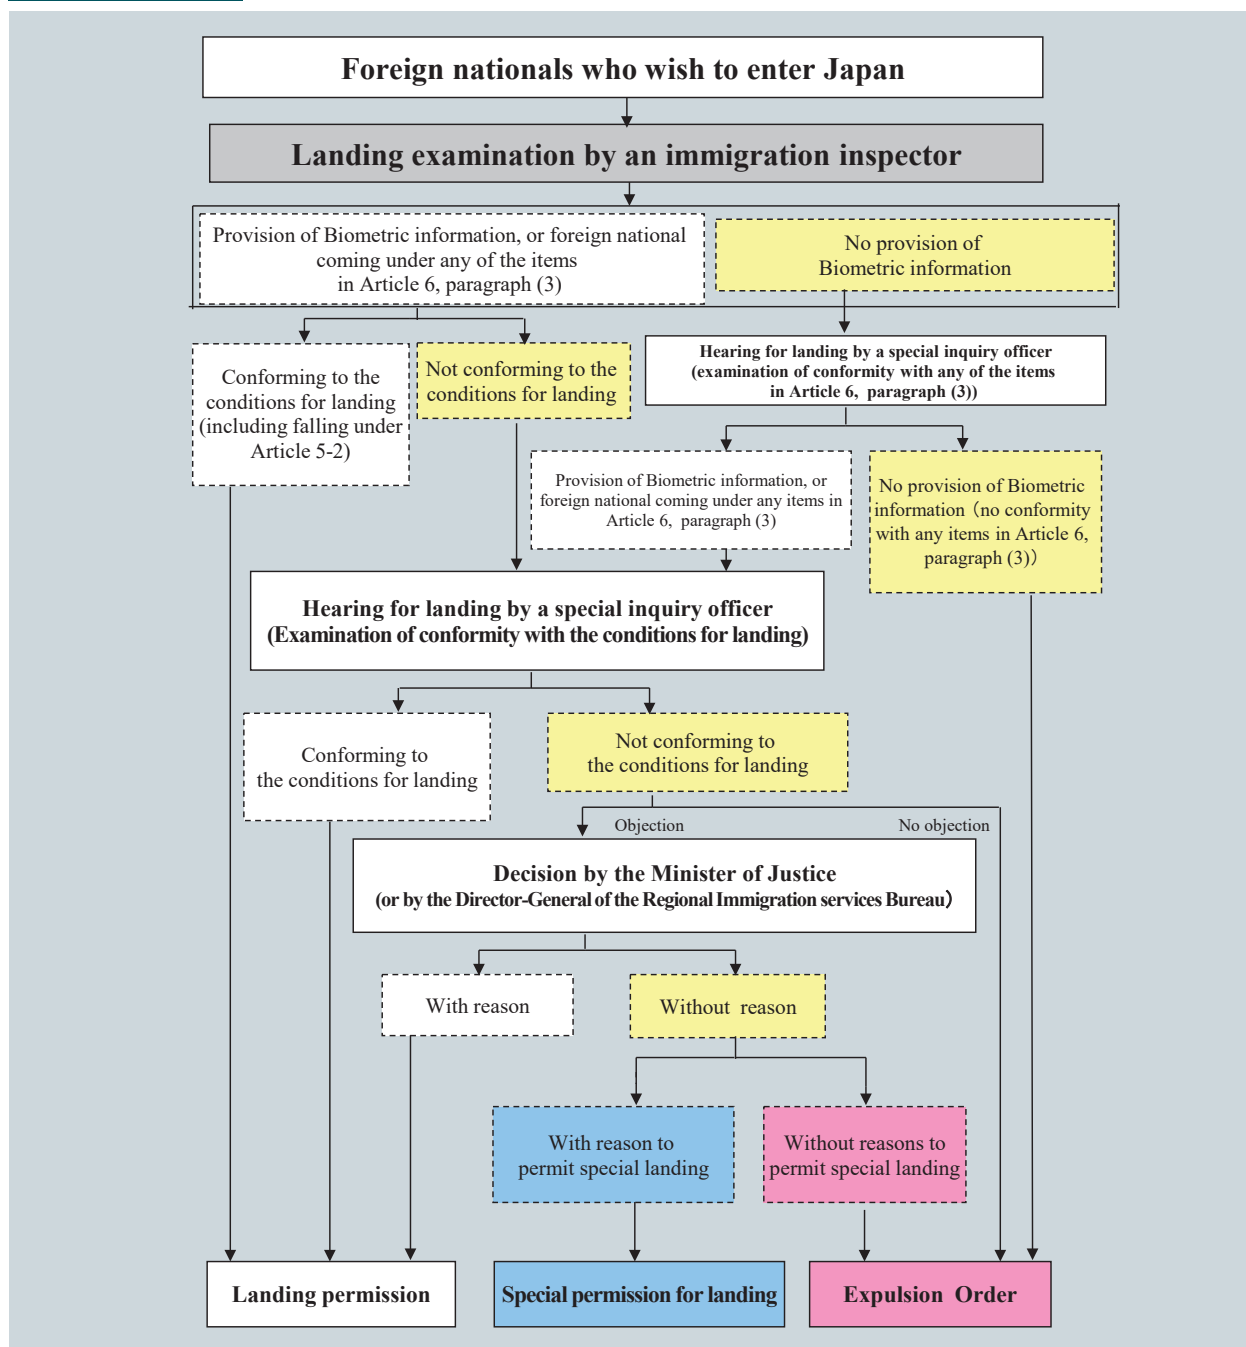 Foreign nationals who wish to enter Japan
Landing examination by an immigration inspector
Provision of Biometric information, or foreign national
coming under any of the items
in Article 6, paragraph (3)
No provision of
Biometric information
Conforming to the
conditions for landing
(including falling under
Article 5-2)
Not conforming to the
conditions for landing
Hearing for landing by a special inquiry officer
(examination of conformity with any of the items
in Article 6, paragraph (3))
Provision of Biometric information, or
foreign national coming under any items in
Article 6, paragraph (3)
No provision of Biometric
information（no conformity
with any items in Article 6,
paragraph (3)）
Hearing for landing by a special inquiry officer
(Examination of conformity with the conditions for landing)
Conforming to
the conditions for landing
Not conforming to
the conditions for landing
Objection
No objection
Decision by the Minister of Justice
(or by the Director-General of the Regional Immigration services Bureau）
With reason
Without reason
With reason to
permit special landing
Without reasons to
permit special landing
Landing permission
Special permission for landing
Expulsion Order